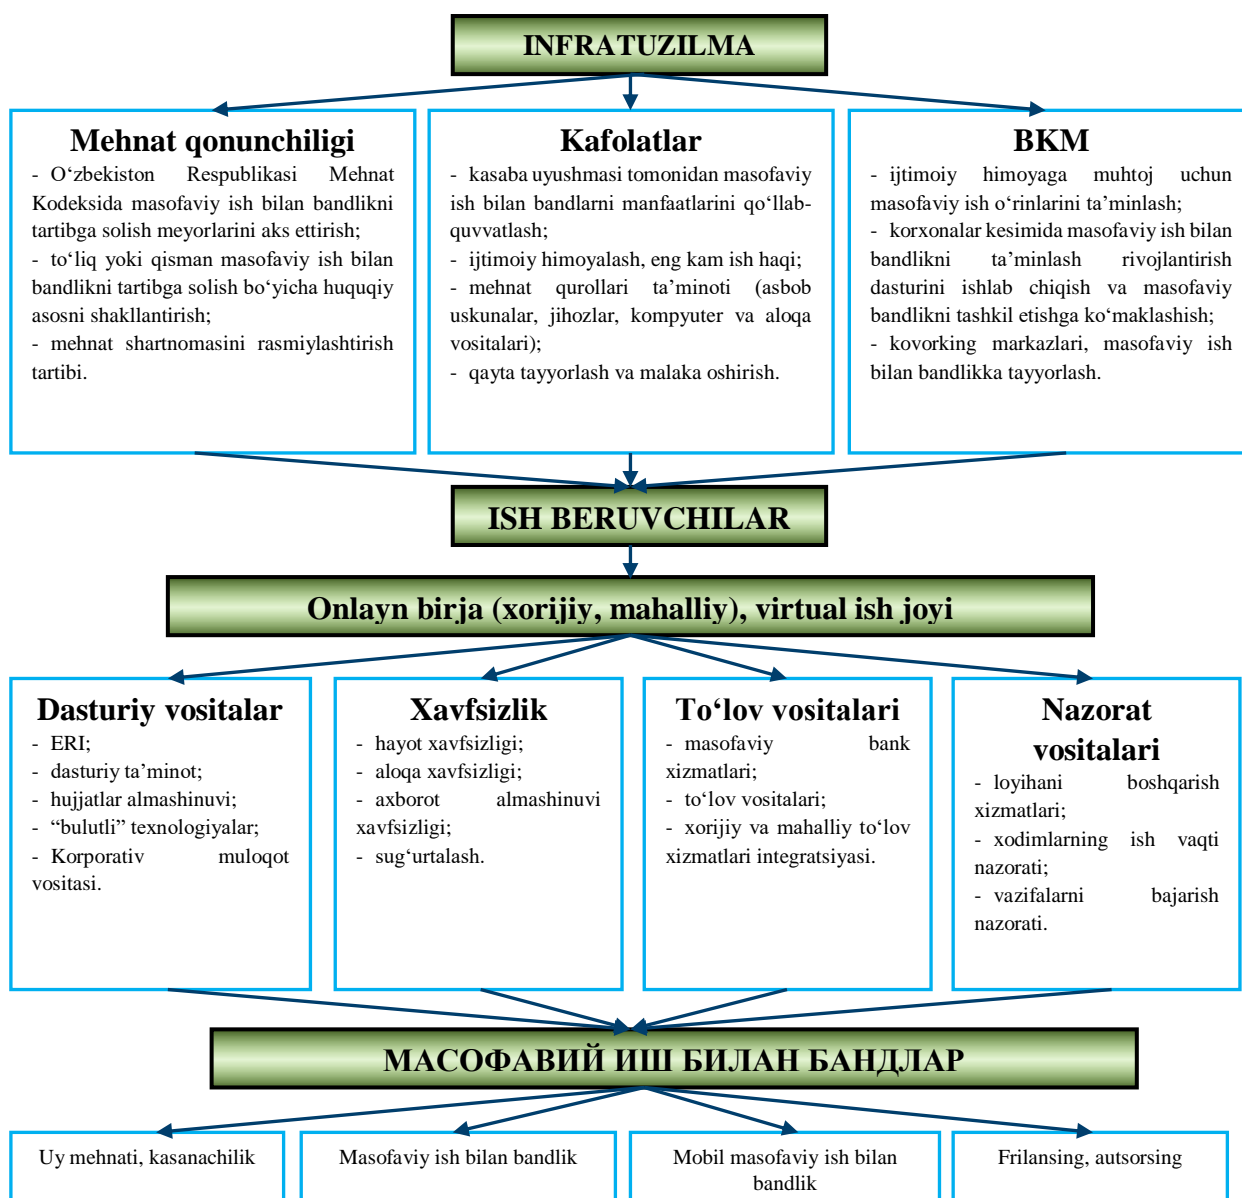 INFRATUZILMA
Mehnat qonunchiligi
- O‘zbekiston Respublikasi Mehnat
Kodeksida masofaviy ish bilan bandlikni
tartibga solish meyorlarini aks ettirish;
- to‘liq yoki qisman masofaviy ish bilan
bandlikni tartibga solish bo‘yicha huquqiy
asosni shakllantirish;
- mehnat shartnomasini rasmiylashtirish
tartibi.
Kafolatlar
- kasaba uyushmasi tomonidan masofaviy
ish bilan bandlarni manfaatlarini qo‘llab-
quvvatlash;
- ijtimoiy himoyalash, eng kam ish haqi;
- mehnat qurollari ta’minoti (asbob
uskunalar, jihozlar, kompyuter va aloqa
vositalari);
- qayta tayyorlash va malaka oshirish.
BKM
- ijtimoiy himoyaga muhtoj uchun
masofaviy ish o‘rinlarini ta’minlash;
- korxonalar kesimida masofaviy ish bilan
bandlikni ta’minlash rivojlantirish
dasturini ishlab chiqish va masofaviy
bandlikni tashkil etishga ko‘maklashish;
- kovorking markazlari, masofaviy ish
bilan bandlikka tayyorlash.
ISH BERUVCHILAR
Onlayn birja (xorijiy, mahalliy), virtual ish joyi
Dasturiy vositalar
- ERI;
- dasturiy ta’minot;
- hujjatlar almashinuvi;
- “bulutli” texnologiyalar;
- Korporativ muloqot
vositasi.
Xavfsizlik
- hayot xavfsizligi;
- aloqa xavfsizligi;
- axborot almashinuvi
xavfsizligi;
- sug‘urtalash.
To‘lov vositalari
- masofaviy bank
xizmatlari;
- to‘lov vositalari;
- xorijiy va mahalliy to‘lov
xizmatlari integratsiyasi.
Nazorat
vositalari
- loyihani boshqarish
xizmatlari;
- xodimlarning ish vaqti
nazorati;
- vazifalarni bajarish
nazorati.
МАСОФАВИЙ ИШ БИЛАН БАНДЛАР
Uy mehnati, kasanachilik
Masofaviy ish bilan bandlik
Mobil masofaviy ish bilan
bandlik
Frilansing, autsorsing